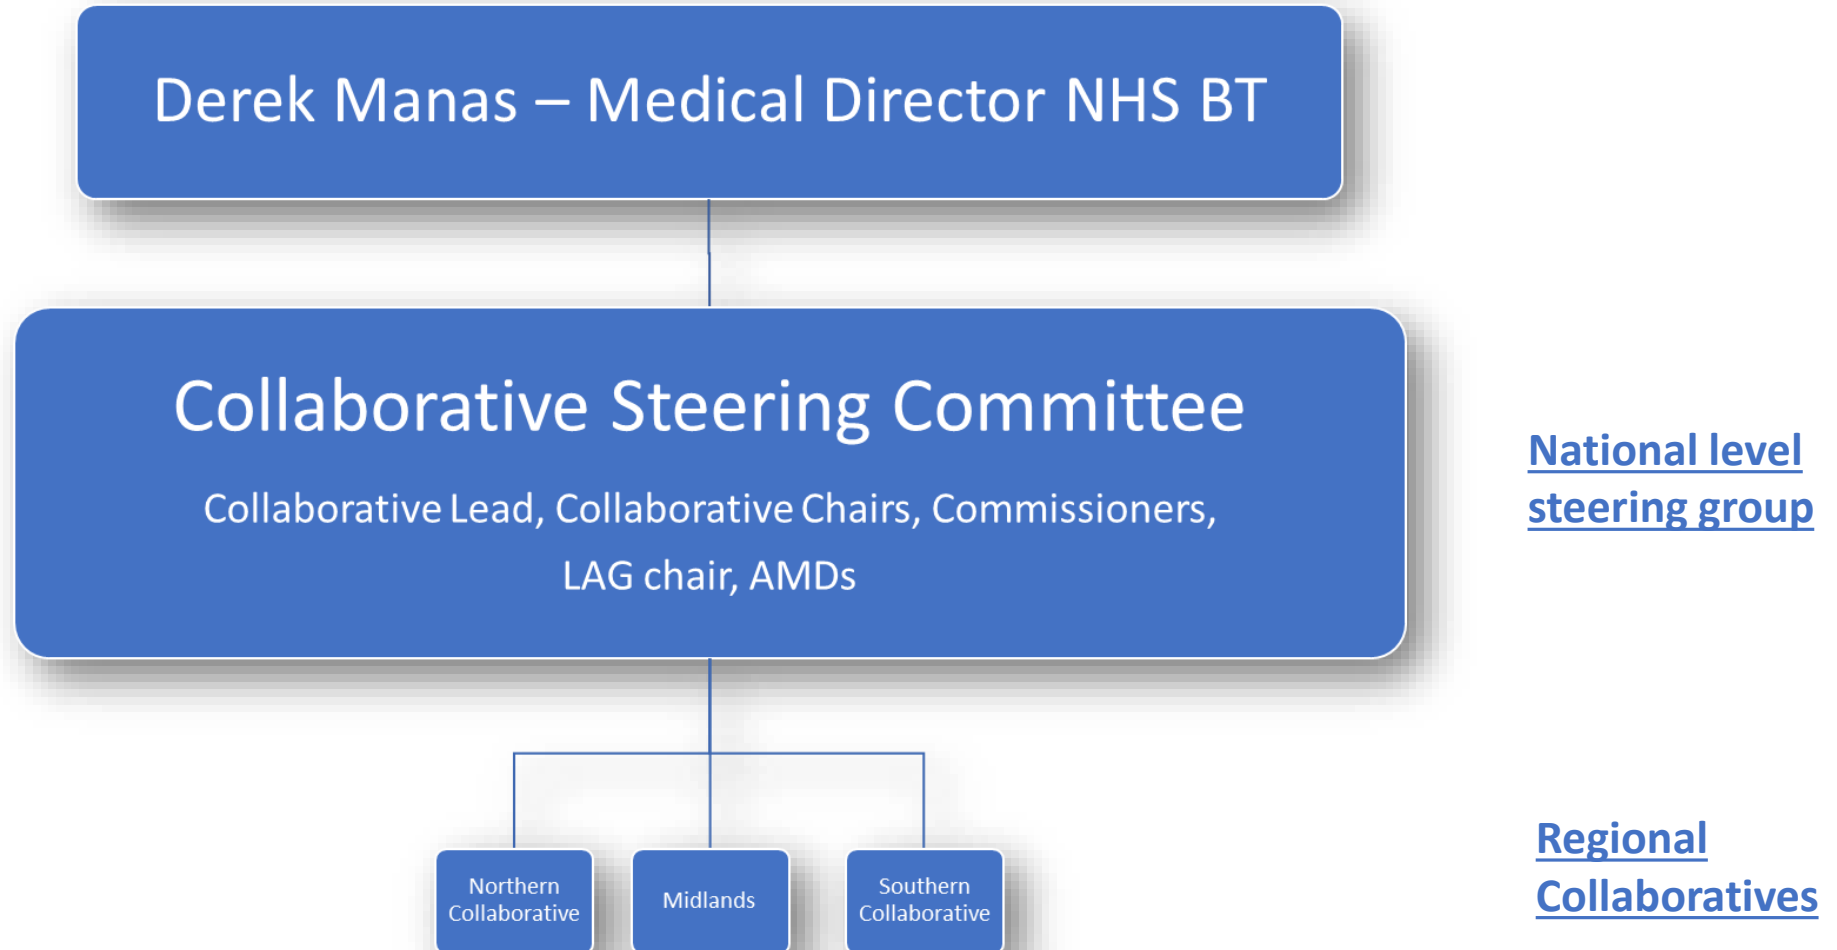 Derek Manas – Medical Director NHS BT
Collaborative Steering Committee
Collaborative Lead, Collaborative Chairs, Commissioners,
LAG chair, AMDs
National level
steering group
Northern
Collaborative
Midlands
Southern
Collaborative
Regional
Collaboratives